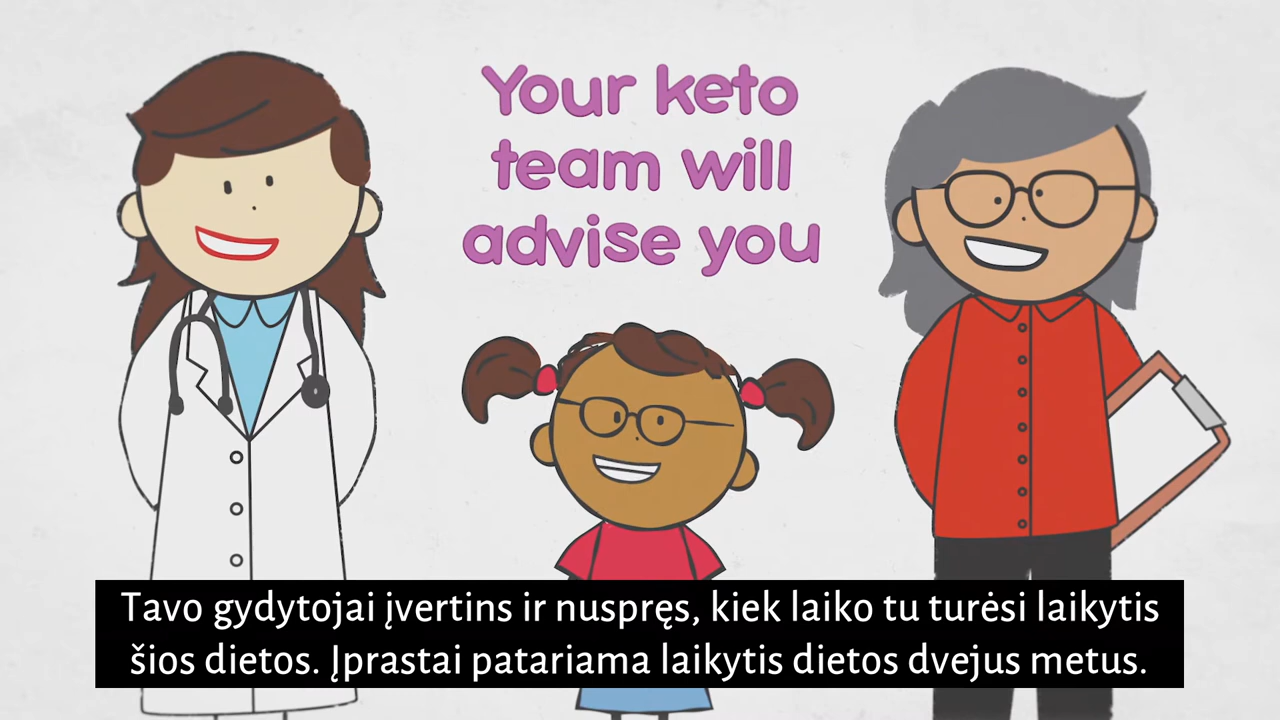 Your keto
team will
advise you
Tavo gydytojai įvertins ir nuspręs, kiek laiko tu turėsi laikytis
šios dietos. Įprastai patariama laikytis dietos dvejus metus.